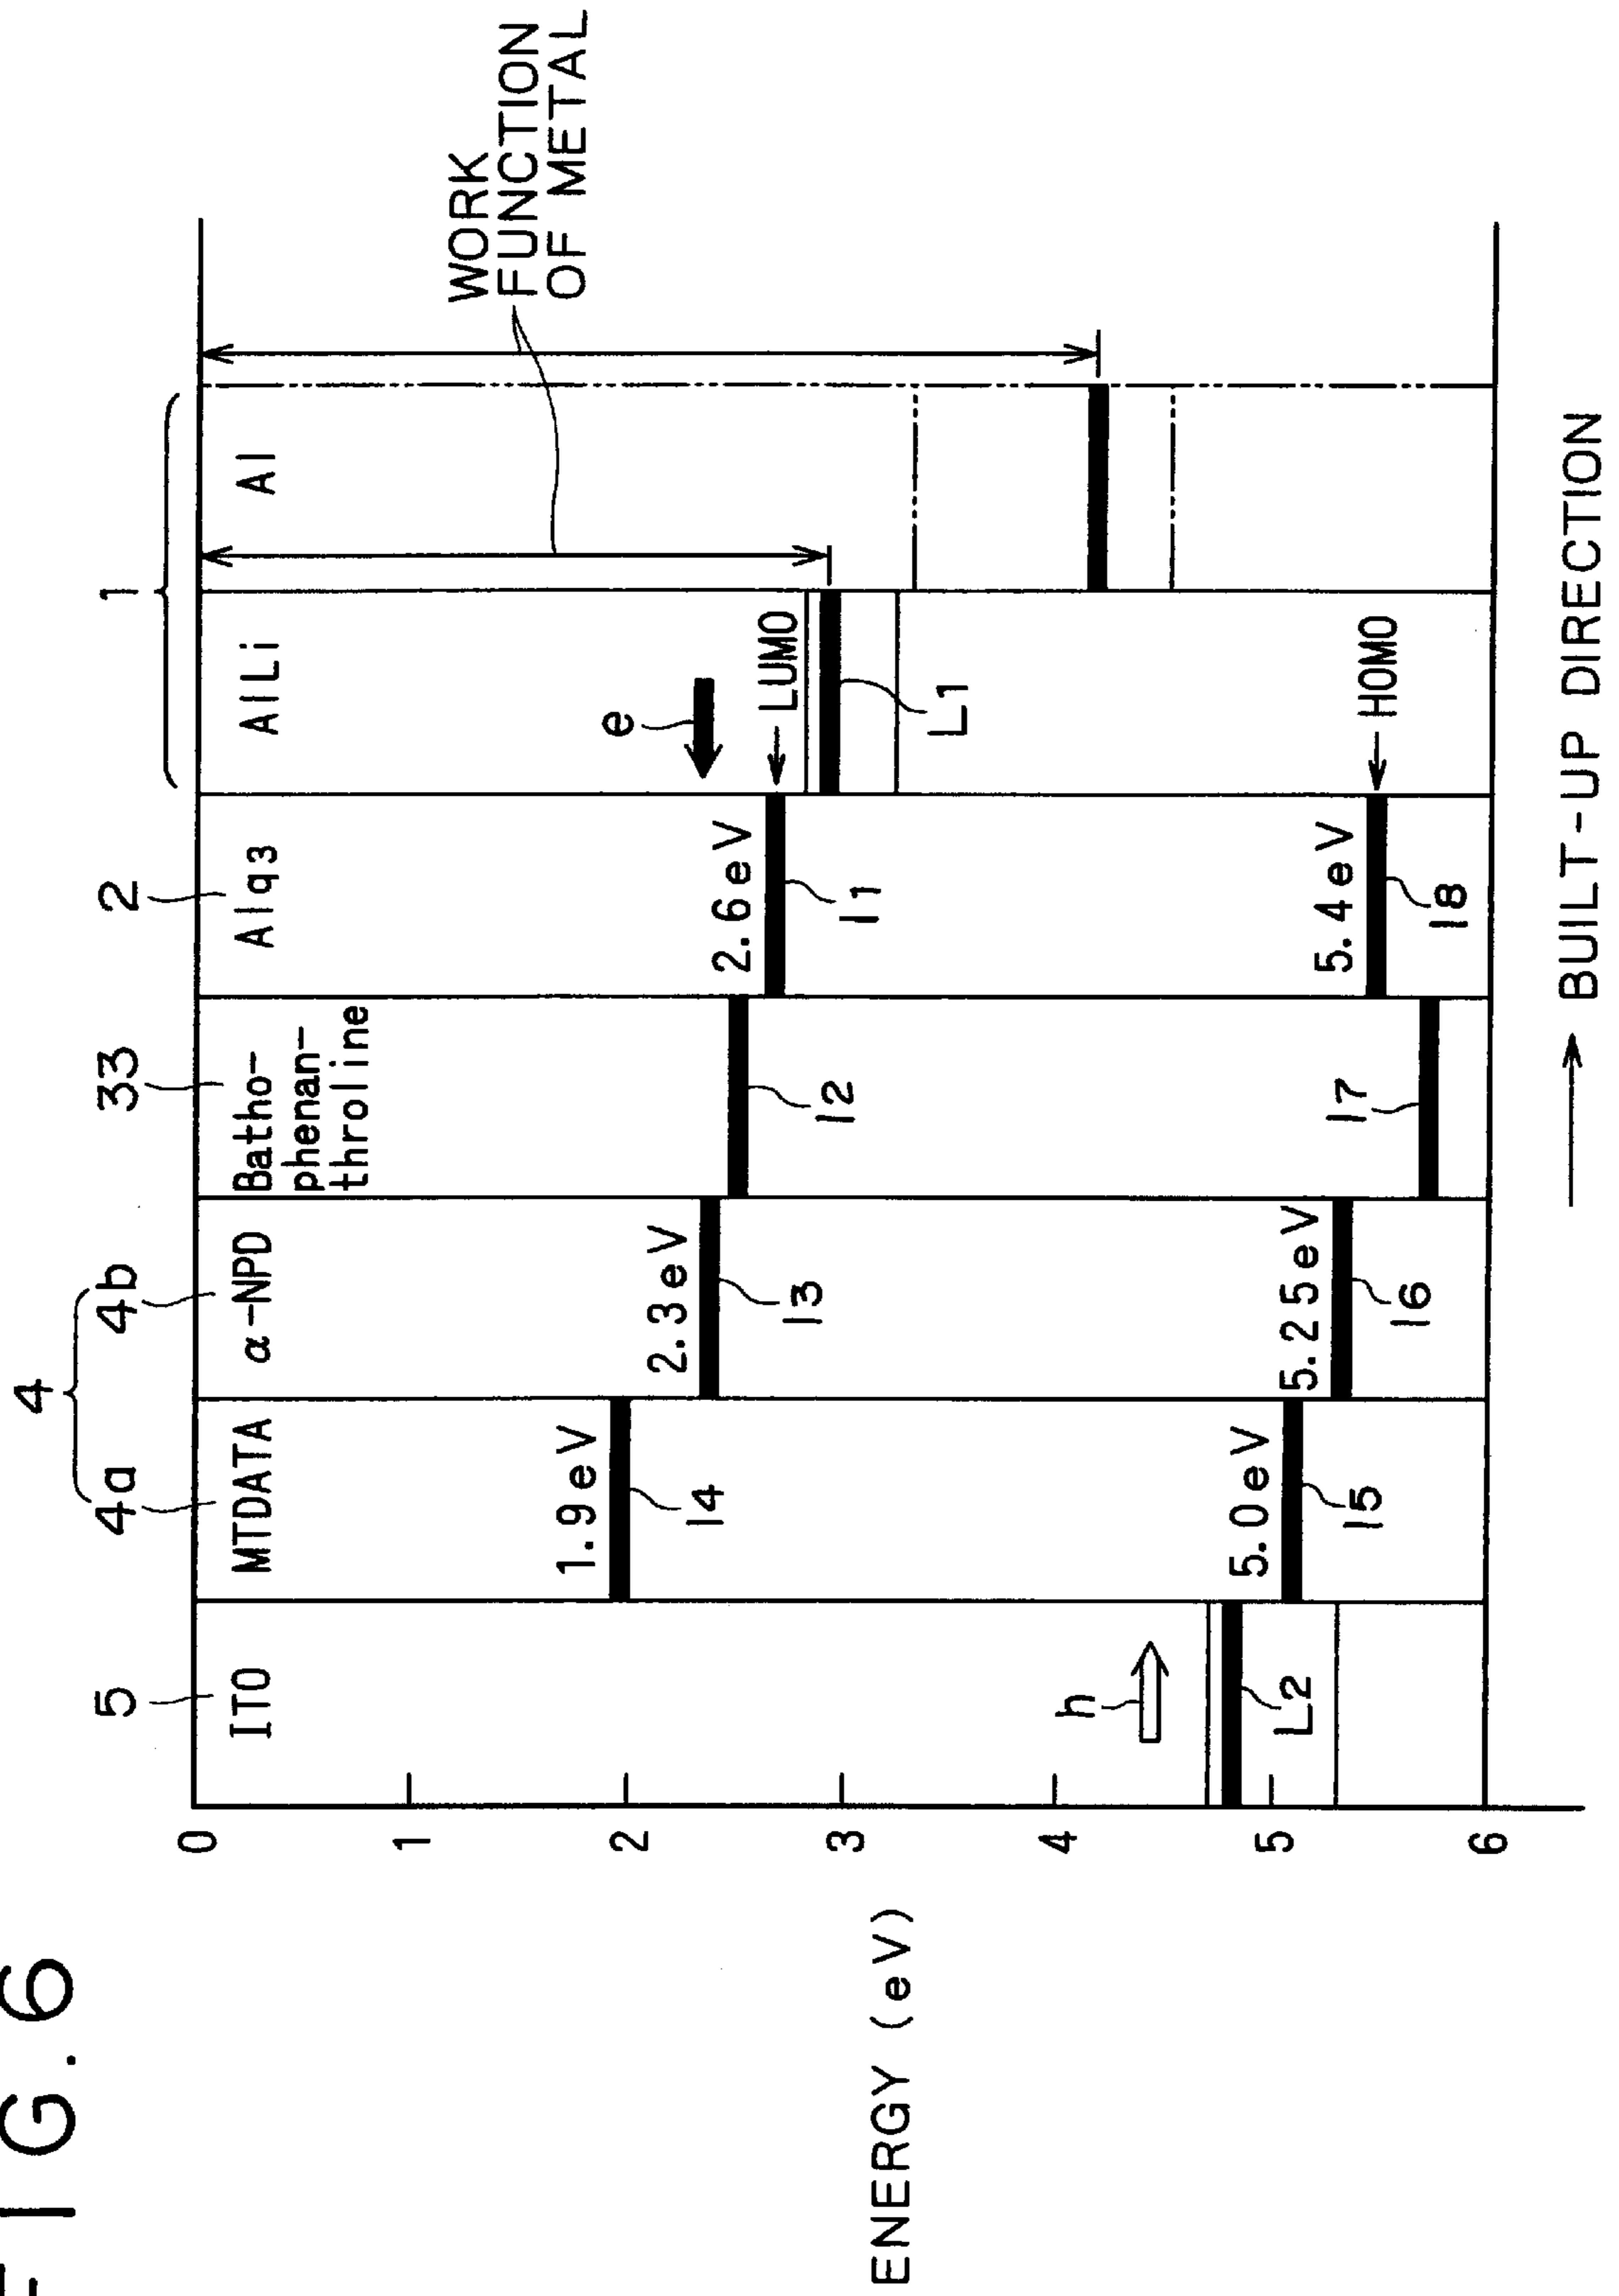 FIG.6
4
5
4a
4b
33
2
1
ITO
MTDATA
α-NPD
Batho-
phenan-
throline
Alq3
AlLi
Al
WORK
FUNCTION
OF METAL
ENERGY (eV)
0
1
2
3
4
5
6
1.9eV
l4
2.3eV
l3
l2
2.6eV
l1
e
LUMO
L1
h
L2
5.0eV
l5
5.25eV
l6
l7
5.4eV
l8
HOMO
BUILT-UP DIRECTION